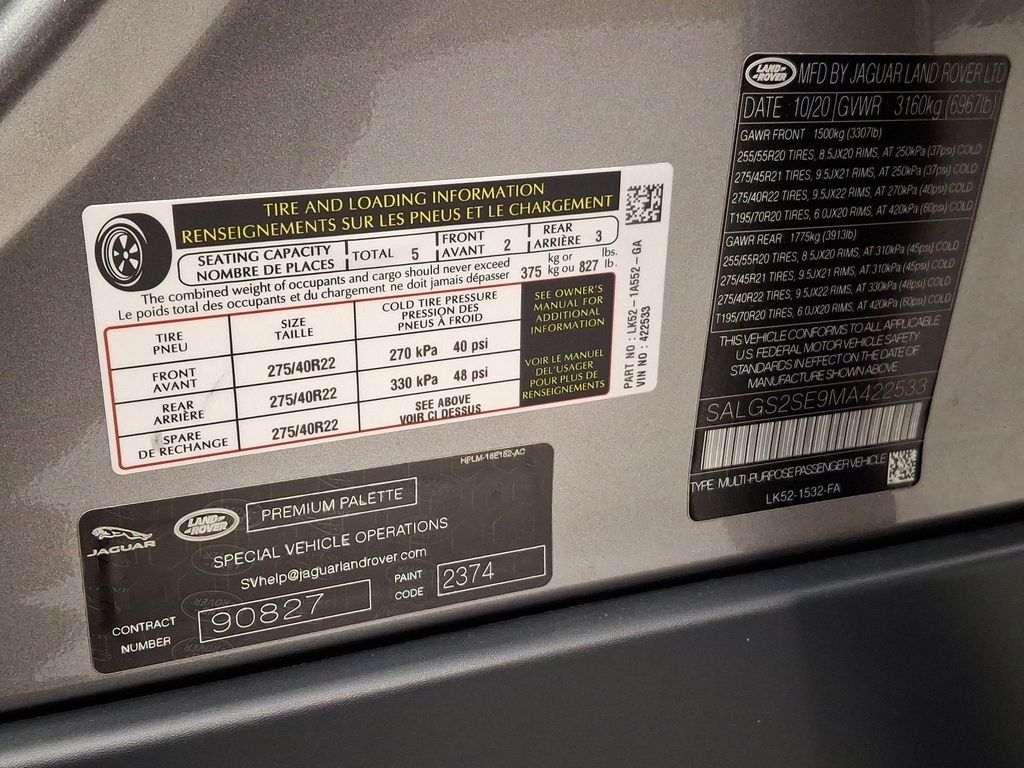 TIRE AND LOADING INFORMATION
RENSEIGNEMENTS SUR LES PNEUS ET LE CHARGEMENT
SEATING CAPACITY
NOMBRE DE PLACES
TOTAL 5
FRONT
AVANT 2
REAR
ARRIÈRE 3
The combined weight of occupants and cargo should never exceed
Le poids total des occupants et du chargement ne doit jamais dépasser
375 kg or
kg ou 827 lbs.
lb.
TIRE
PNEU
SIZE
TAILLE
COLD TIRE PRESSURE
PRESSION DES
PNEUS À FROID
FRONT
AVANT
275/40R22
270 kPa 40 psi
REAR
ARRIÈRE
275/40R22
330 kPa 48 psi
SPARE
DE RECHANGE
275/40R22
SEE ABOVE
VOIR CI DESSUS
SEE OWNER'S
MANUAL FOR
ADDITIONAL
INFORMATION
VOIR LE MANUEL
DE L'USAGER
POUR PLUS DE
RENSEIGNEMENTS
PART NO : LK52-1A552-GA
VIN NO : 422533
LAND ROVER
MFD BY JAGUAR LAND ROVER LTD
DATE 10/20 GVWR 3160kg (6967lb)
GAWR FRONT 1500kg (3307lb)
255/55R20 TIRES, 8.5JX20 RIMS, AT 250kPa (37psi) COLD
275/45R21 TIRES, 9.5JX21 RIMS, AT 250kPa (37psi) COLD
275/40R22 TIRES, 9.5JX22 RIMS, AT 270kPa (40psi) COLD
T195/70R20 TIRES, 6.0JX20 RIMS, AT 420kPa (60psi) COLD
GAWR REAR 1775kg (3913lb)
255/55R20 TIRES, 8.5JX20 RIMS, AT 310kPa (45psi) COLD
275/45R21 TIRES, 9.5JX21 RIMS, AT 310kPa (45psi) COLD
275/40R22 TIRES, 9.5JX22 RIMS, AT 330kPa (48psi) COLD
T195/70R20 TIRES, 6.0JX20 RIMS, AT 420kPa (60psi) COLD
THIS VEHICLE CONFORMS TO ALL APPLICABLE
U.S. FEDERAL MOTOR VEHICLE SAFETY
STANDARDS IN EFFECT ON THE DATE OF
MANUFACTURE SHOWN ABOVE
SALGS2SE9MA422533
TYPE MULTI-PURPOSE PASSENGER VEHICLE
LK52-1532-FA
HPLM-16E152-AC
JAGUAR
LAND ROVER
PREMIUM PALETTE
SPECIAL VEHICLE OPERATIONS
SVhelp@jaguarlandrover.com
CONTRACT
NUMBER
90827
PAINT
CODE
2374